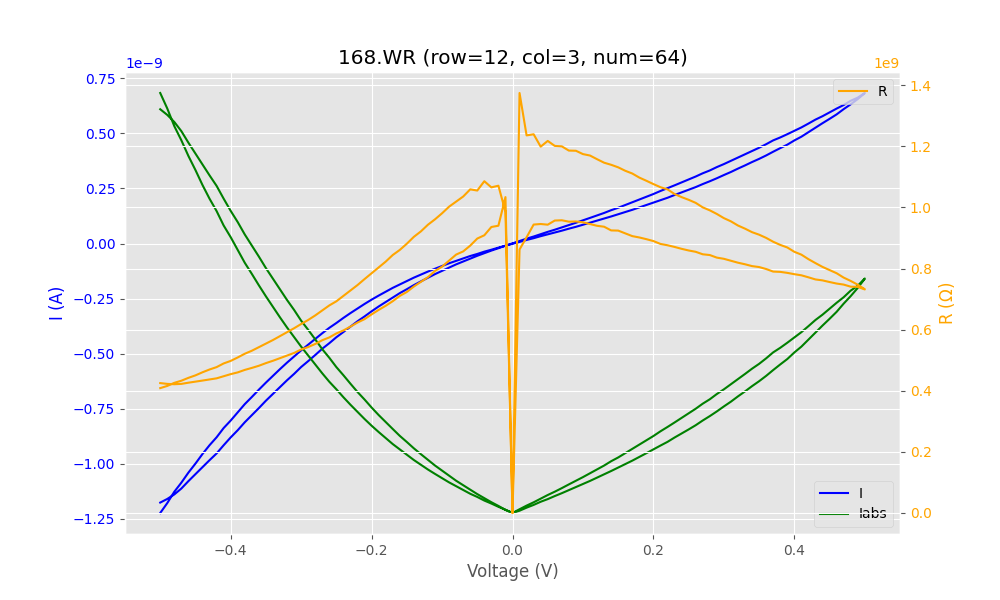 168.WR (row=12, col=3, num=64)
1e−9
1e9
0.75
0.50
0.25
0.00
−0.25
−0.50
−0.75
−1.00
−1.25
I (A)
R
1.4
1.2
1.0
0.8
0.6
0.4
0.2
0.0
R (Ω)
I
Iabs
−0.4
−0.2
0.0
0.2
0.4
Voltage (V)